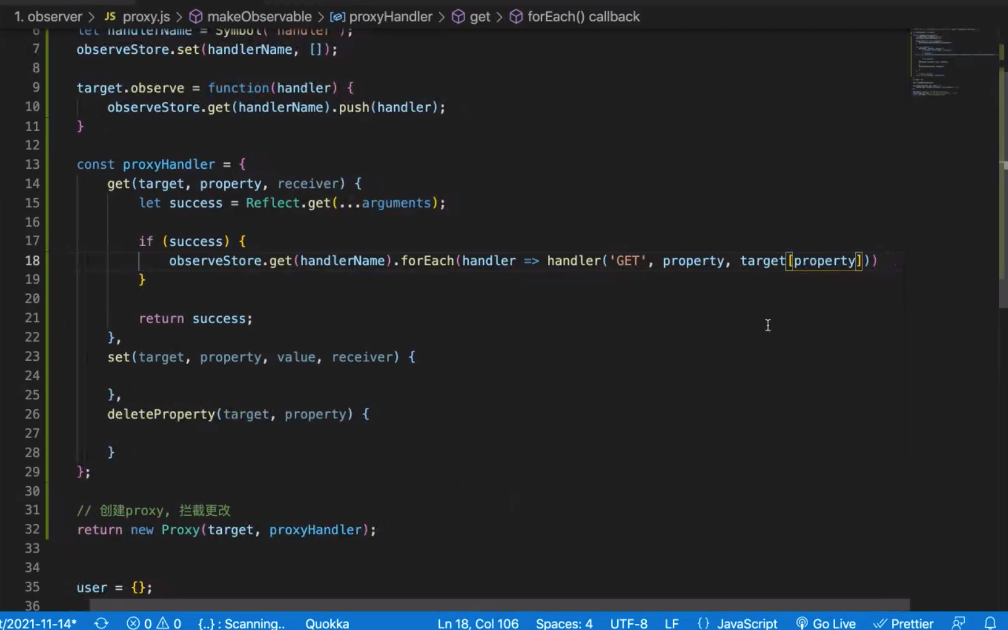 1. observer > JS proxy.js > makeObservable > proxyHandler > get > forEach() callback
6 let handlerName = Symbol('handler');
7 observeStore.set(handlerName, []);
8
9 target.observe = function(handler) {
10 observeStore.get(handlerName).push(handler);
11 }
12
13 const proxyHandler = {
14 get(target, property, receiver) {
15 let success = Reflect.get(...arguments);
16
17 if (success) {
18 observeStore.get(handlerName).forEach(handler => handler('GET', property, target[property]))
19 }
20
21 return success;
22 },
23 set(target, property, value, receiver) {
24
25 },
26 deleteProperty(target, property) {
27
28 }
29 };
30
31 // 创建proxy, 拦截更改
32 return new Proxy(target, proxyHandler);
33
34
35 user = {};
36
t/2021-11-14* 0 0 {..} : Scanning.. Quokka Ln 18, Col 106 Spaces: 4 UTF-8 LF {} JavaScript Go Live Prettier